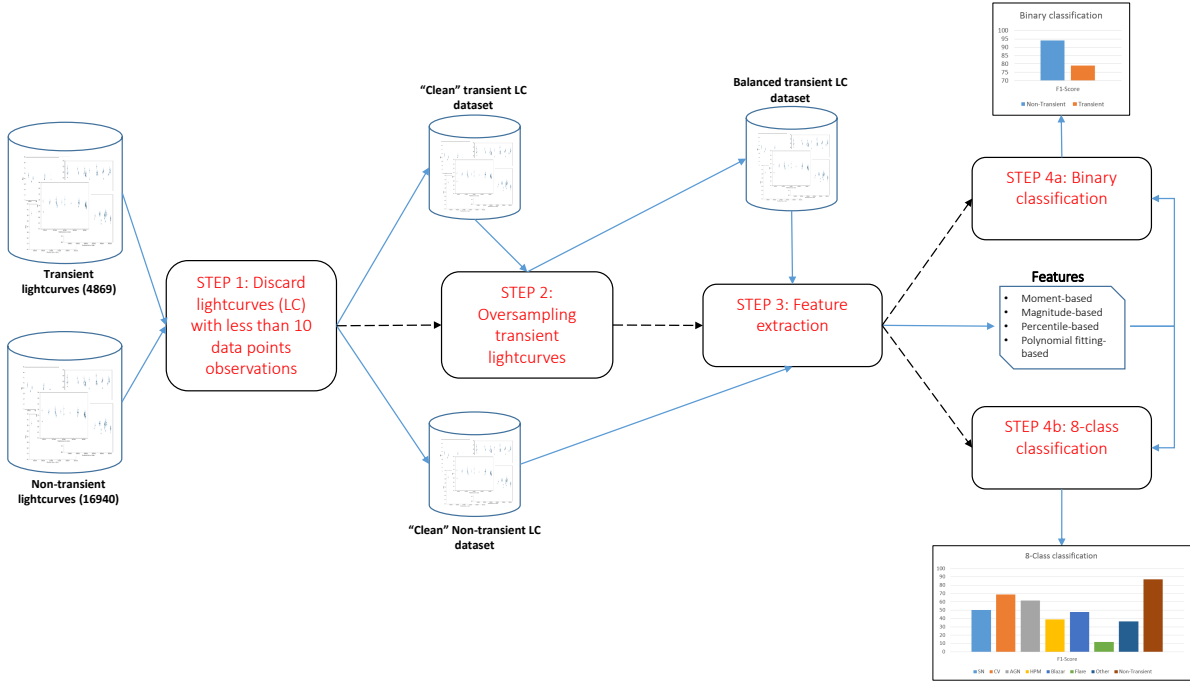 Transient
lightcurves (4869)
Non-transient
lightcurves (16940)
STEP 1: Discard
lightcurves (LC)
with less than 10
data points
observations
“Clean” transient LC
dataset
STEP 2:
Oversampling
transient
lightcurves
“Clean” Non-transient LC
dataset
Balanced transient LC
dataset
STEP 3: Feature
extraction
Binary classification
100
95
90
85
80
75
70
F1-Score
Non-Transient Transient
STEP 4a: Binary
classification
Features
• Moment-based
• Magnitude-based
• Percentile-based
• Polynomial fitting-
based
STEP 4b: 8-class
classification
8-Class classification
100
90
80
70
60
50
40
30
20
10
0
F1-Score
SN CV AGN HPM Blazar Flare Other Non-Transient